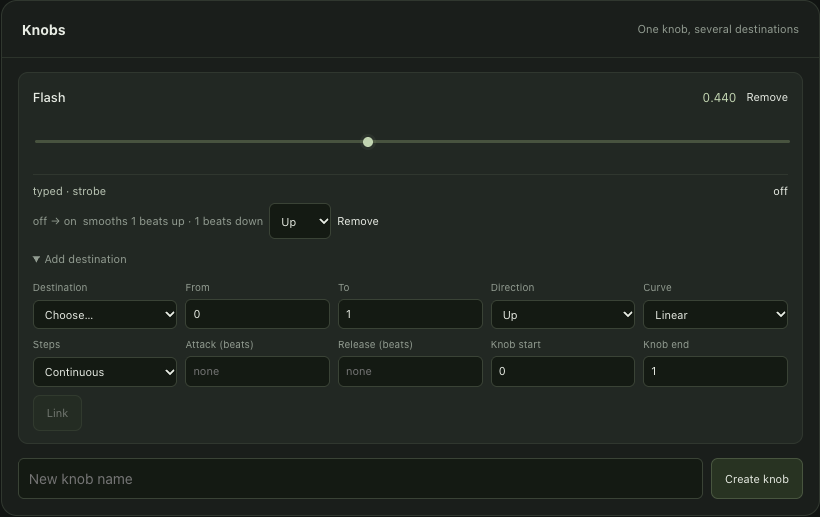 Knobs
One knob, several destinations
Flash
0.440 Remove
typed · strobe
off
off → on smooths 1 beats up · 1 beats down Up Remove
▼ Add destination
Destination From To Direction Curve
Choose... 0 1 Up Linear
Steps Attack (beats) Release (beats) Knob start Knob end
Continuous none none 0 1
Link
New knob name Create knob